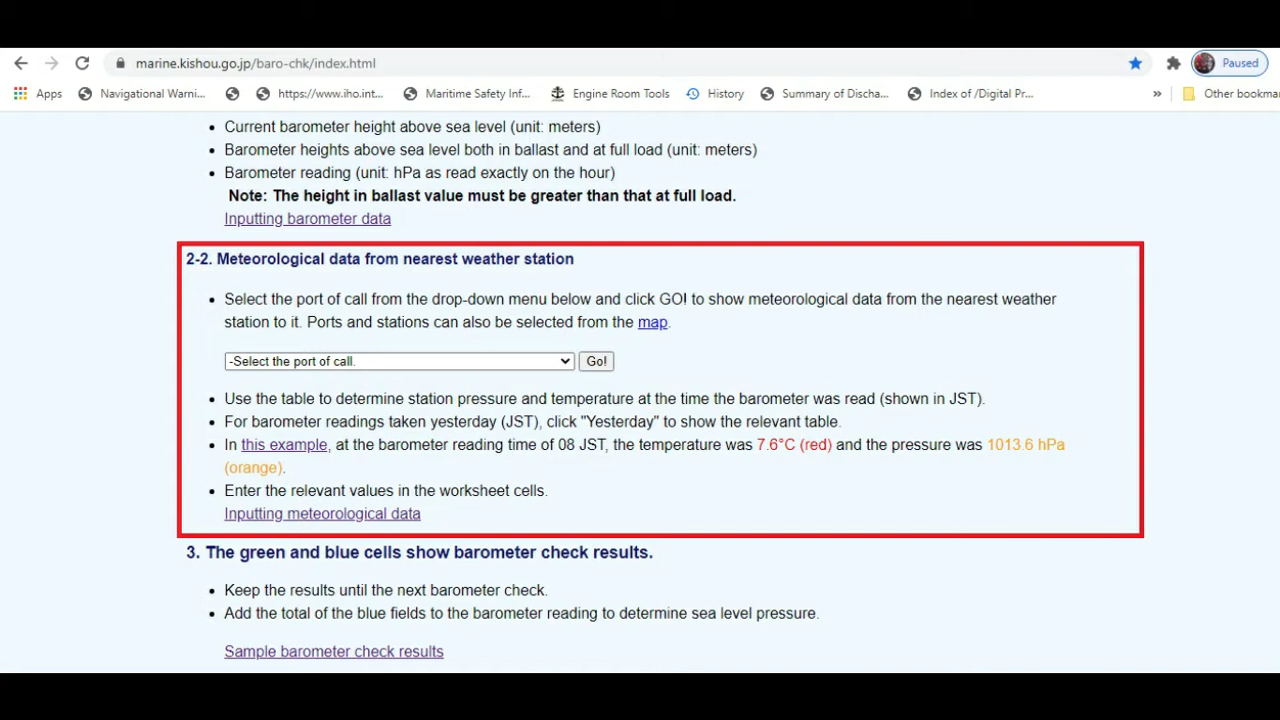 marine.kishou.go.jp/baro-chk/index.html
Paused
Apps
Navigational Warni...
https://www.iho.int...
Maritime Safety Inf...
Engine Room Tools
History
Summary of Discha...
Index of /Digital Pr...
»
Other bookma
• Current barometer height above sea level (unit: meters)
• Barometer heights above sea level both in ballast and at full load (unit: meters)
• Barometer reading (unit: hPa as read exactly on the hour)
Note: The height in ballast value must be greater than that at full load.
Inputting barometer data
2-2. Meteorological data from nearest weather station
• Select the port of call from the drop-down menu below and click GO! to show meteorological data from the nearest weather
station to it. Ports and stations can also be selected from the map.
-Select the port of call.
Go!
• Use the table to determine station pressure and temperature at the time the barometer was read (shown in JST).
• For barometer readings taken yesterday (JST), click "Yesterday" to show the relevant table.
• In this example, at the barometer reading time of 08 JST, the temperature was 7.6°C (red) and the pressure was 1013.6 hPa
(orange).
• Enter the relevant values in the worksheet cells.
Inputting meteorological data
3. The green and blue cells show barometer check results.
• Keep the results until the next barometer check.
• Add the total of the blue fields to the barometer reading to determine sea level pressure.
Sample barometer check results